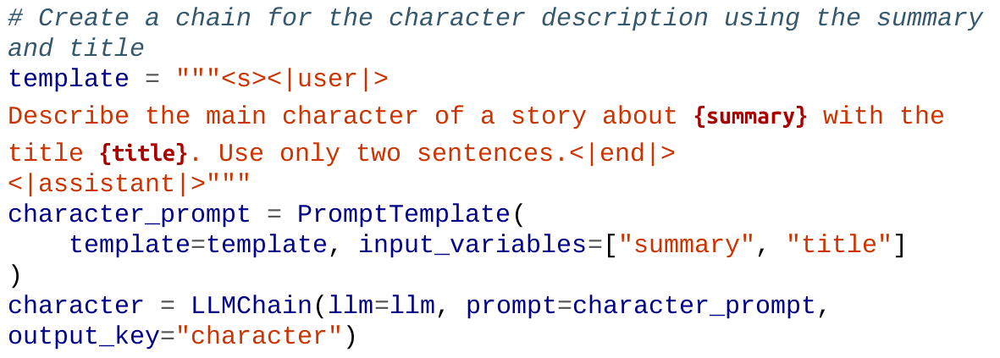 # Create a chain for the character description using the summary
and title
template = """<s><|user|>
Describe the main character of a story about {summary} with the
title {title}. Use only two sentences.<|end|>
<|assistant|>"""
character_prompt = PromptTemplate(
    template=template, input_variables=["summary", "title"]
)
character = LLMChain(llm=llm, prompt=character_prompt,
output_key="character")